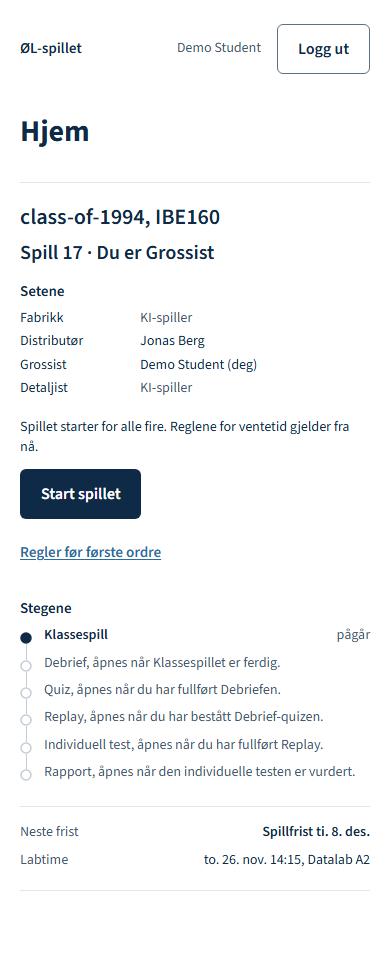 ØL-spillet
Demo Student
Logg ut
Hjem
class-of-1994, IBE160
Spill 17 · Du er Grossist
Setene
Fabrikk KI-spiller
Distributør Jonas Berg
Grossist Demo Student (deg)
Detaljist KI-spiller
Spillet starter for alle fire. Reglene for ventetid gjelder fra
nå.
Start spillet
Regler før første ordre
Stegene
Klassespill pågår
Debrief, åpnes når Klassespillet er ferdig.
Quiz, åpnes når du har fullført Debriefen.
Replay, åpnes når du har bestått Debrief-quizen.
Individuell test, åpnes når du har fullført Replay.
Rapport, åpnes når den individuelle testen er vurdert.
Neste frist Spillfrist ti. 8. des.
Labtime to. 26. nov. 14:15, Datalab A2